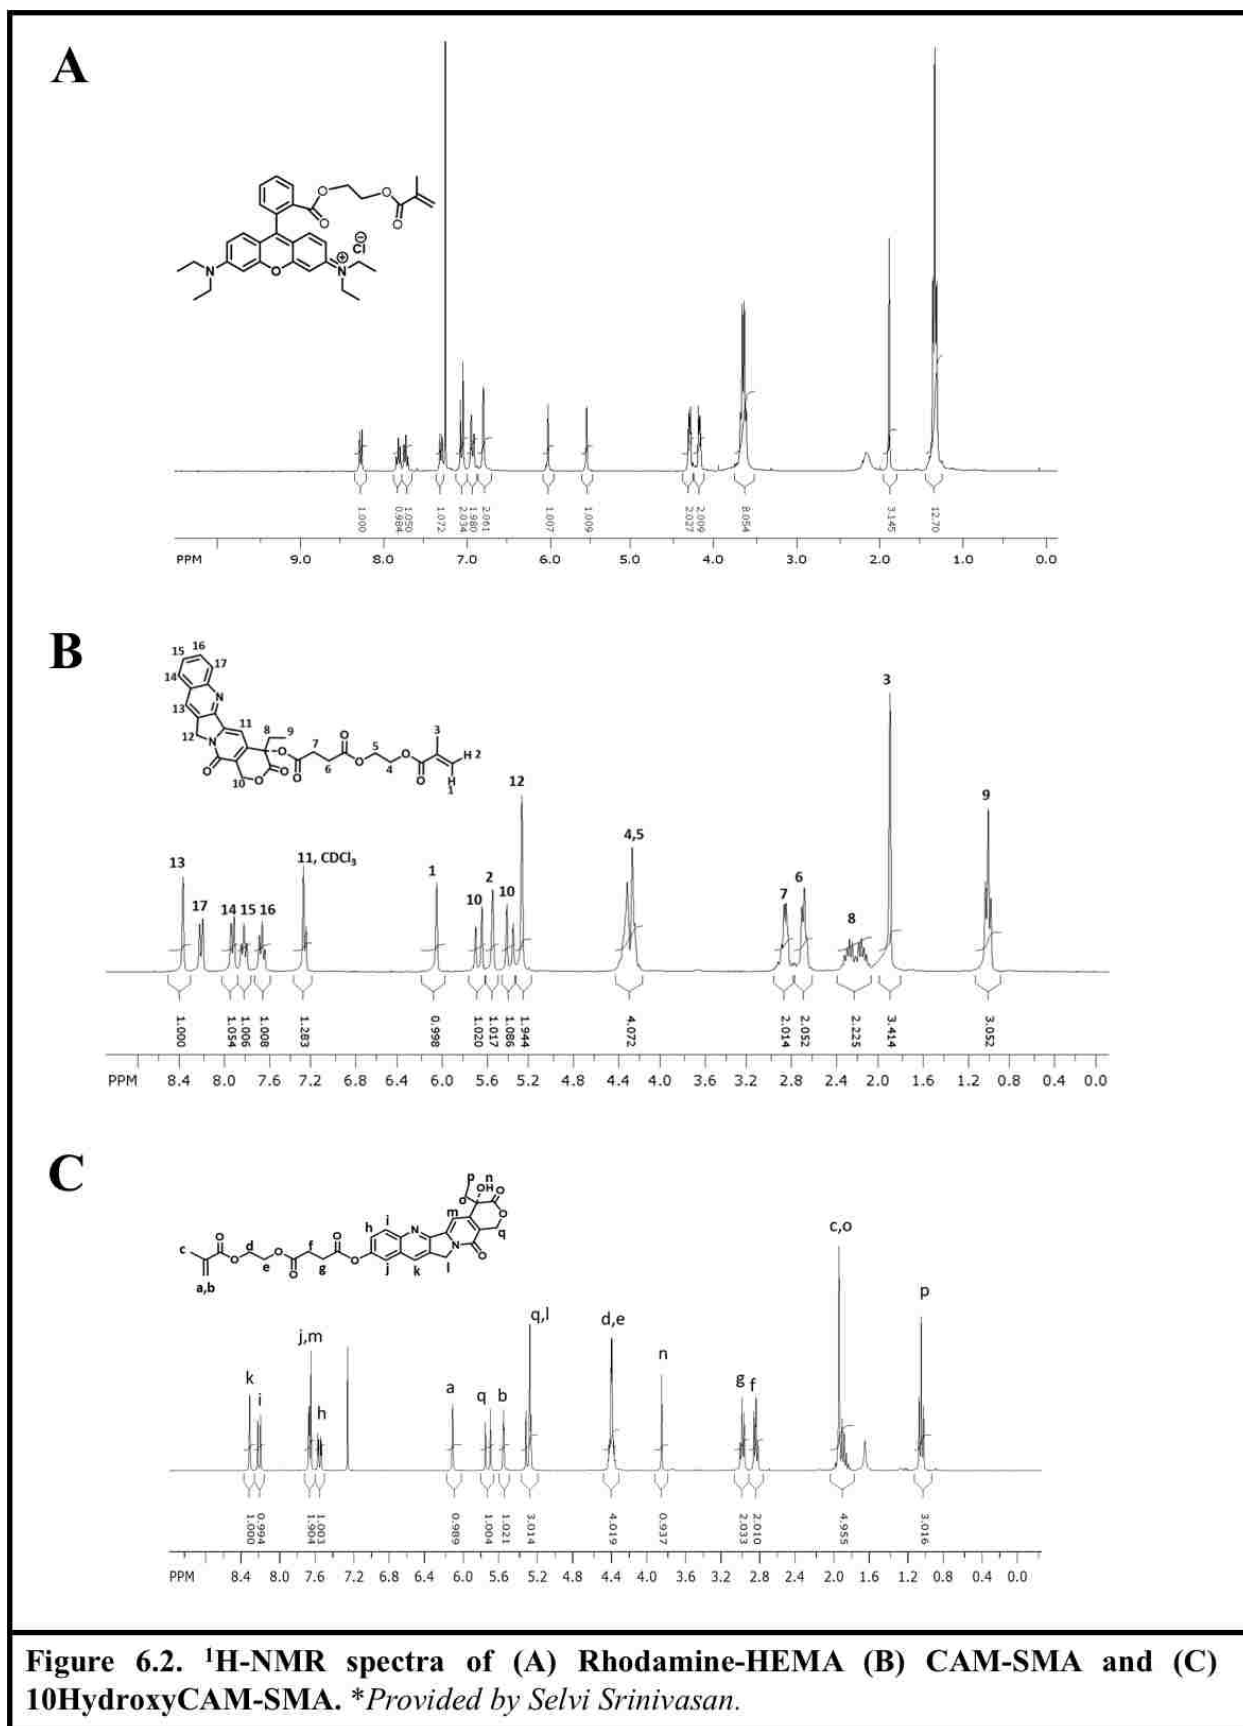 A
O
O
O
O
Cl
⊖
N
O
N
⊕
1.000
0.984
1.050
1.072
2.034
1.980
2.061
1.007
1.009
2.027
2.009
8.054
3.145
12.70
PPM 9.0 8.0 7.0 6.0 5.0 4.0 3.0 2.0 1.0 0.0
B
16
15
17
14
N
13
11
8 9
12
N
7
O
5
3
H 2
O
O
10
O
O
O
6
O
4
O
O
H
1
13
17
14
15
16
11, CDCl3
1
10
2
10
12
4,5
7
6
8
3
9
1.000
1.054
1.006
1.008
1.283
0.998
1.020
1.017
1.086
1.944
4.072
2.014
2.052
2.225
3.414
3.052
PPM 8.4 8.0 7.6 7.2 6.8 6.4 6.0 5.6 5.2 4.8 4.4 4.0 3.6 3.2 2.8 2.4 2.0 1.6 1.2 0.8 0.4 0.0
C
p n
OH
o
O
m
O
q
i
h
N
N
O
l
k
j
O
O
g
f
O
O
e
d
O
O
c
a,b
k
i
j,m
h
a
q
b
q,l
d,e
n
g
f
c,o
p
1.000
0.994
1.904
1.003
0.989
1.004
1.021
3.014
4.019
0.937
2.033
2.010
4.955
3.016
PPM 8.4 8.0 7.6 7.2 6.8 6.4 6.0 5.6 5.2 4.8 4.4 4.0 3.6 3.2 2.8 2.4 2.0 1.6 1.2 0.8 0.4 0.0
Figure 6.2. ¹H-NMR spectra of (A) Rhodamine-HEMA (B) CAM-SMA and (C)
10HydroxyCAM-SMA. *Provided by Selvi Srinivasan.